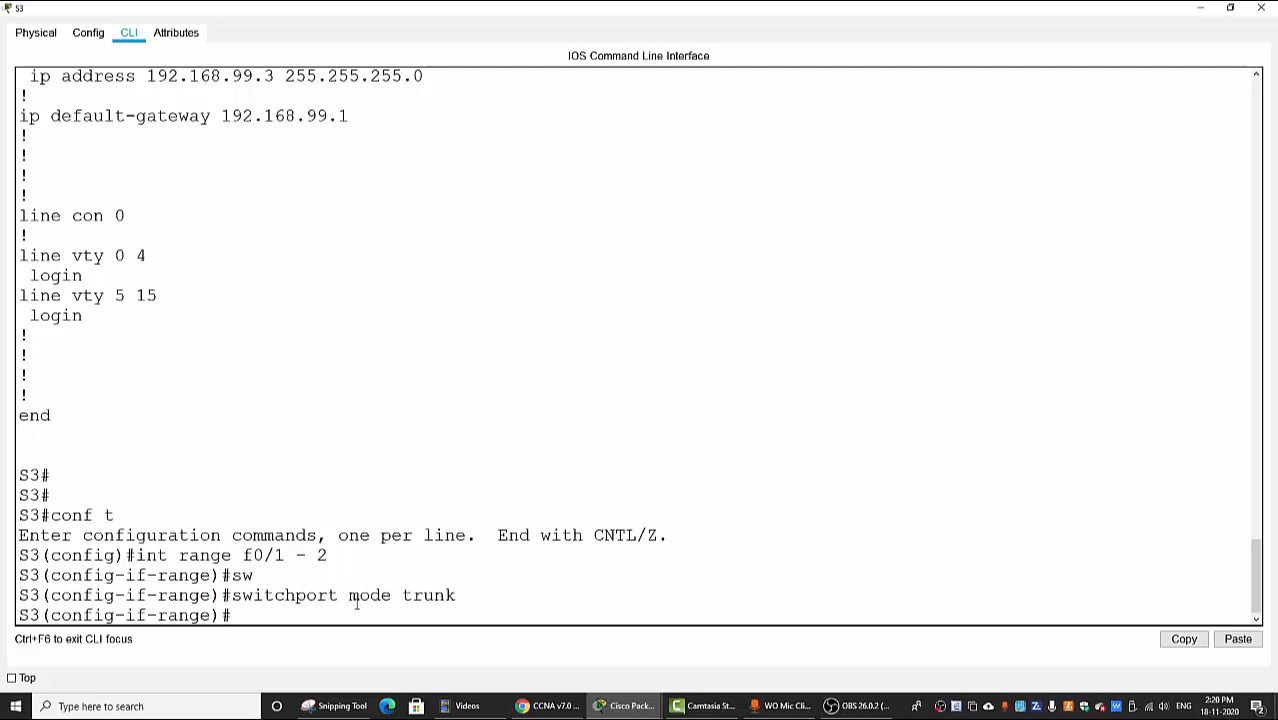 S3
Physical Config CLI Attributes
IOS Command Line Interface
ip address 192.168.99.3 255.255.255.0
!
ip default-gateway 192.168.99.1
!
!
!
!
line con 0
!
line vty 0 4
login
line vty 5 15
login
!
!
!
!
end
S3#
S3#
S3#conf t
Enter configuration commands, one per line. End with CNTL/Z.
S3(config)#int range f0/1 - 2
S3(config-if-range)#sw
S3(config-if-range)#switchport mode trunk
S3(config-if-range)#
Ctrl+F6 to exit CLI focus
Copy Paste
Top
Type here to search Snipping Tool Videos CCNA v7.0 ... Cisco Pack... Camtasia St... WO Mic Cli... OBS 26.0.2 (... ENG 2:20 PM
18-11-2020